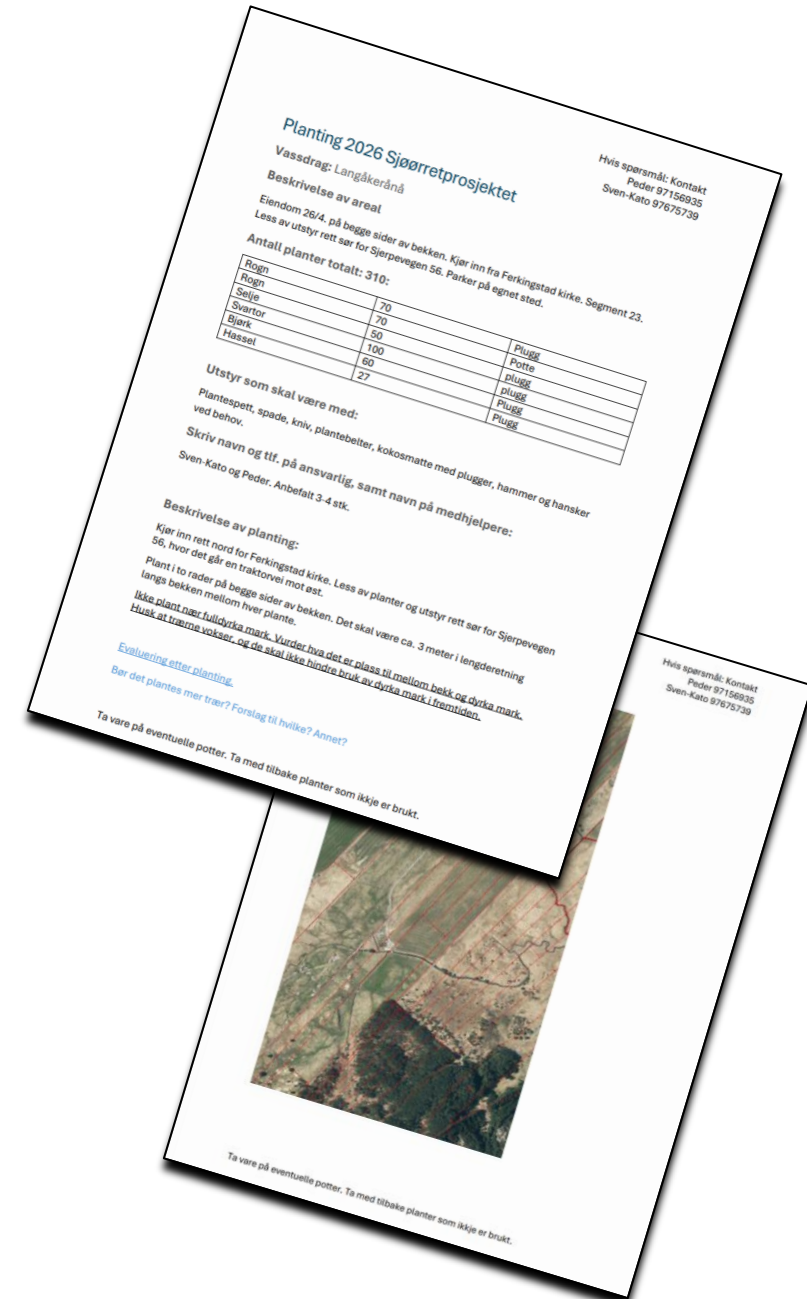 Planting 2026 Sjøørretprosjektet
Hvis spørsmål: Kontakt
Peder 97156935
Sven-Kato 97675739
Vassdrag: Langåkerånå
Beskrivelse av areal
Eiendom 26/4, på begge sider av bekken. Kjør inn fra Ferkingstad kirke. Segment 23.
Less av utstyr rett sør for Sjerpevegen 56. Parker på egnet sted.
Antall planter totalt: 310:
Rogn 70 Plugg
Rogn 70 Potte
Selje 50 plugg
Svartor 100 plugg
Bjørk 60 Plugg
Hassel 27 Plugg
Utstyr som skal være med:
Plantespett, spade, kniv, plantebelter, kokosmatte med plugger, hammer og hansker
ved behov.
Skriv navn og tlf. på ansvarlig, samt navn på medhjelpere:
Sven-Kato og Peder. Anbefalt 3-4 stk.
Beskrivelse av planting:
Kjør inn rett nord for Ferkingstad kirke. Less av planter og utstyr rett sør for Sjerpevegen
56, hvor det går en traktorvei mot øst.
Plant i to rader på begge sider av bekken. Det skal være ca. 3 meter i lengderetning
langs bekken mellom hver plante.
Ikke plant nær fulldyrka mark. Vurder hva det er plass til mellom bekk og dyrka mark.
Husk at trærne vokser, og de skal ikke hindre bruk av dyrka mark i fremtiden.
Evaluering etter planting.
Bør det plantes mer trær? Forslag til hvilke? Annet?
Ta vare på eventuelle potter. Ta med tilbake planter som ikkje er brukt.
Hvis spørsmål: Kontakt
Peder 97156935
Sven-Kato 97675739
Ta vare på eventuelle potter. Ta med tilbake planter som ikkje er brukt.